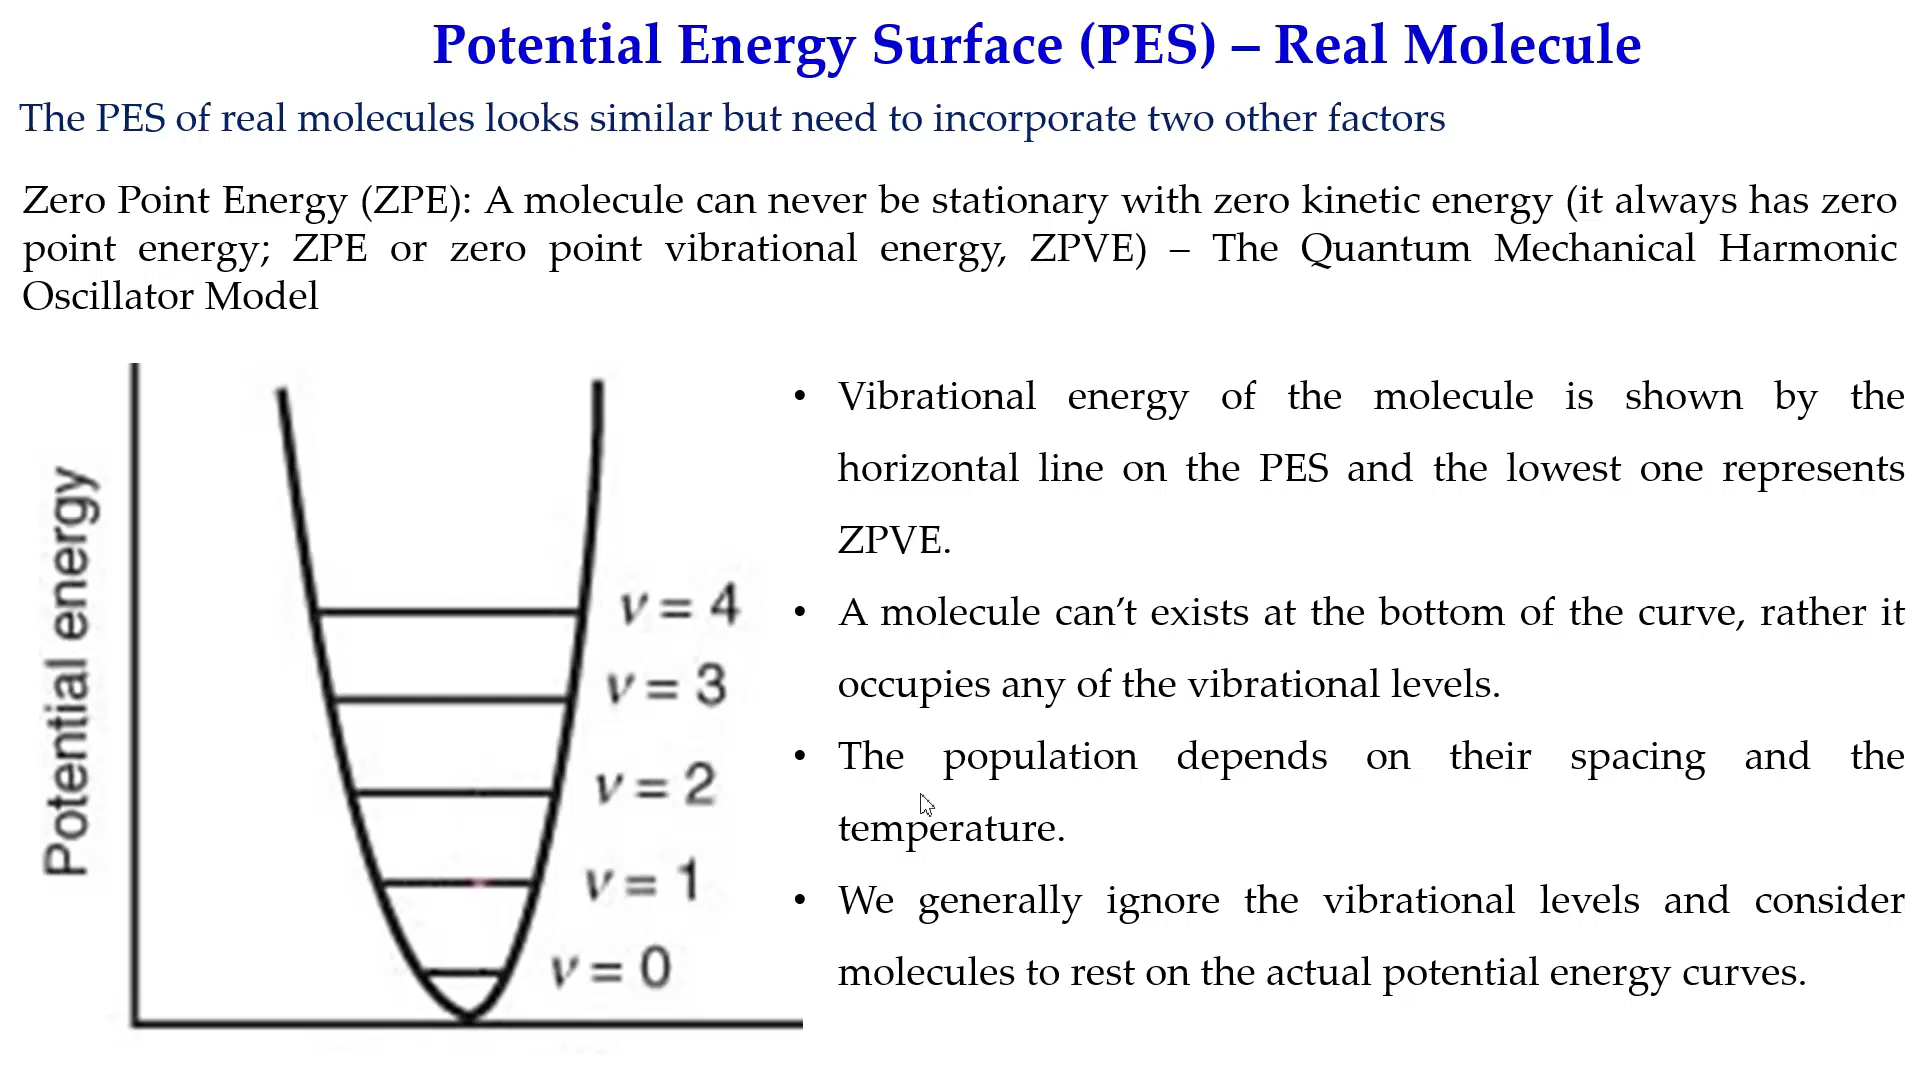 Potential Energy Surface (PES) – Real Molecule
The PES of real molecules looks similar but need to incorporate two other factors
Zero Point Energy (ZPE): A molecule can never be stationary with zero kinetic energy (it always has zero
point energy; ZPE or zero point vibrational energy, ZPVE) – The Quantum Mechanical Harmonic
Oscillator Model
Potential energy
ν = 4
ν = 3
ν = 2
ν = 1
ν = 0
• Vibrational energy of the molecule is shown by the
horizontal line on the PES and the lowest one represents
ZPVE.
• A molecule can’t exists at the bottom of the curve, rather it
occupies any of the vibrational levels.
• The population depends on their spacing and the
temperature.
• We generally ignore the vibrational levels and consider
molecules to rest on the actual potential energy curves.